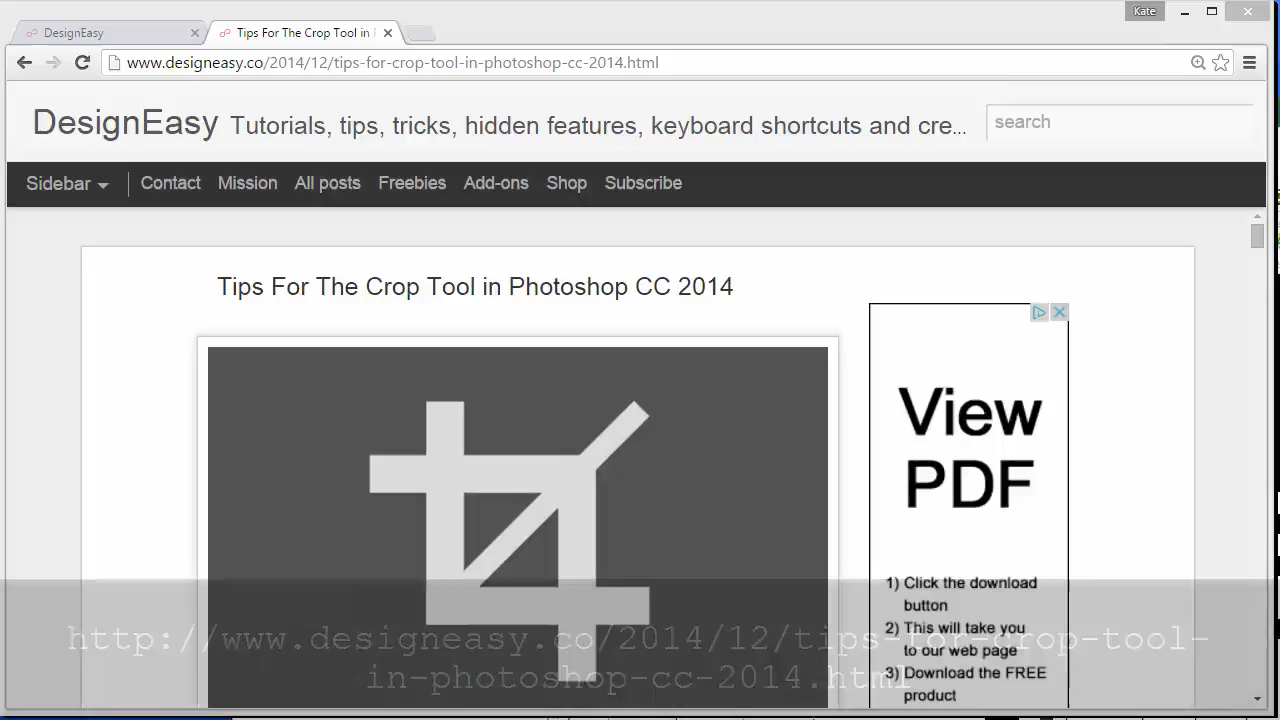 Kate
DesignEasy
Tips For The Crop Tool in
www.designeasy.co/2014/12/tips-for-crop-tool-in-photoshop-cc-2014.html
DesignEasy Tutorials, tips, tricks, hidden features, keyboard shortcuts and cre...
search
Sidebar Contact Mission All posts Freebies Add-ons Shop Subscribe
Tips For The Crop Tool in Photoshop CC 2014
View
PDF
1) Click the download
button
2) This will take you
to our web page
3) Download the FREE
product
http://www.designeasy.co/2014/12/tips-for-crop-tool-
in-photoshop-cc-2014.html